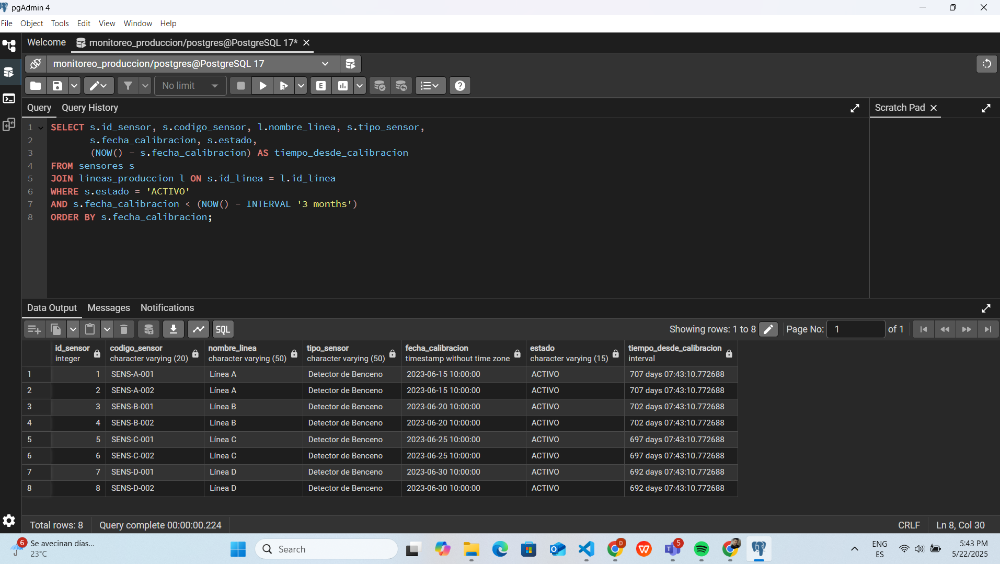 pgAdmin 4
File Object Tools Edit View Window Help
Welcome monitoreo_produccion/postgres@PostgreSQL 17*
monitoreo_produccion/postgres@PostgreSQL 17
No limit E
Query Query History Scratch Pad
1 SELECT s.id_sensor, s.codigo_sensor, l.nombre_linea, s.tipo_sensor,
2 s.fecha_calibracion, s.estado,
3 (NOW() - s.fecha_calibracion) AS tiempo_desde_calibracion
4 FROM sensores s
5 JOIN lineas_produccion l ON s.id_linea = l.id_linea
6 WHERE s.estado = 'ACTIVO'
7 AND s.fecha_calibracion < (NOW() - INTERVAL '3 months')
8 ORDER BY s.fecha_calibracion;
Data Output Messages Notifications
SQL Showing rows: 1 to 8 Page No: 1 of 1
id_sensor codigo_sensor nombre_linea tipo_sensor fecha_calibracion estado tiempo_desde_calibracion
integer character varying (20) character varying (50) character varying (50) timestamp without time zone character varying (15) interval
1 1 SENS-A-001 Línea A Detector de Benceno 2023-06-15 10:00:00 ACTIVO 707 days 07:43:10.772688
2 2 SENS-A-002 Línea A Detector de Benceno 2023-06-15 10:00:00 ACTIVO 707 days 07:43:10.772688
3 3 SENS-B-001 Línea B Detector de Benceno 2023-06-20 10:00:00 ACTIVO 702 days 07:43:10.772688
4 4 SENS-B-002 Línea B Detector de Benceno 2023-06-20 10:00:00 ACTIVO 702 days 07:43:10.772688
5 5 SENS-C-001 Línea C Detector de Benceno 2023-06-25 10:00:00 ACTIVO 697 days 07:43:10.772688
6 6 SENS-C-002 Línea C Detector de Benceno 2023-06-25 10:00:00 ACTIVO 697 days 07:43:10.772688
7 7 SENS-D-001 Línea D Detector de Benceno 2023-06-30 10:00:00 ACTIVO 692 days 07:43:10.772688
8 8 SENS-D-002 Línea D Detector de Benceno 2023-06-30 10:00:00 ACTIVO 692 days 07:43:10.772688
Total rows: 8 Query complete 00:00:00.224 CRLF Ln 8, Col 30
6 Se avecinan días...
23°C
Search
D
5
ENG
ES
5:43 PM
5/22/2025